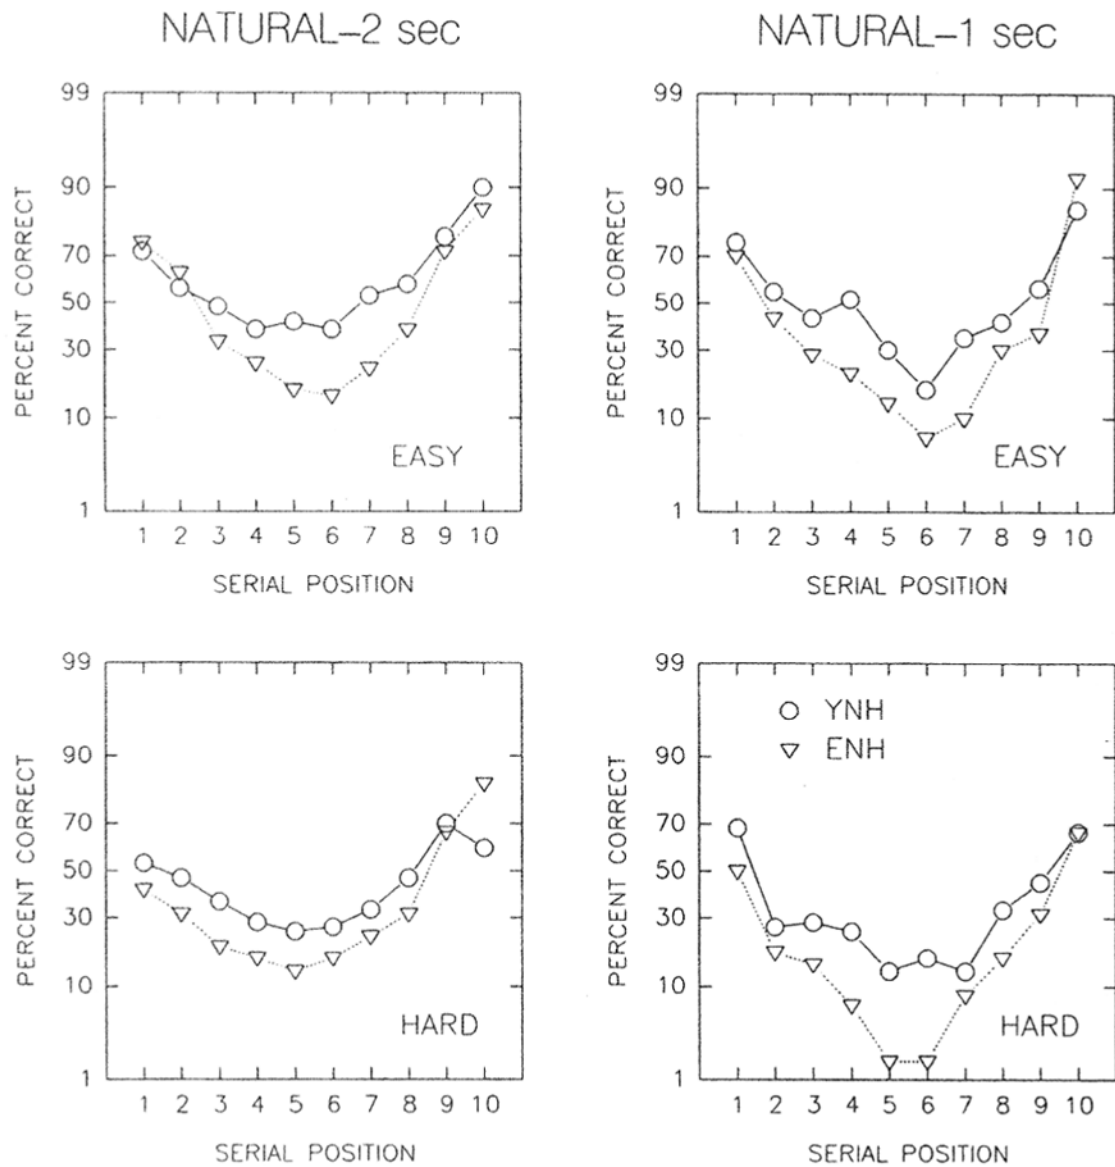 NATURAL–2 sec
NATURAL–1 sec
99
90
70
50
30
10
1
PERCENT CORRECT
EASY
1 2 3 4 5 6 7 8 9 10
SERIAL POSITION
99
90
70
50
30
10
1
PERCENT CORRECT
EASY
1 2 3 4 5 6 7 8 9 10
SERIAL POSITION
99
90
70
50
30
10
1
PERCENT CORRECT
HARD
1 2 3 4 5 6 7 8 9 10
SERIAL POSITION
99
90
70
50
30
10
1
PERCENT CORRECT
YNH
ENH
HARD
1 2 3 4 5 6 7 8 9 10
SERIAL POSITION